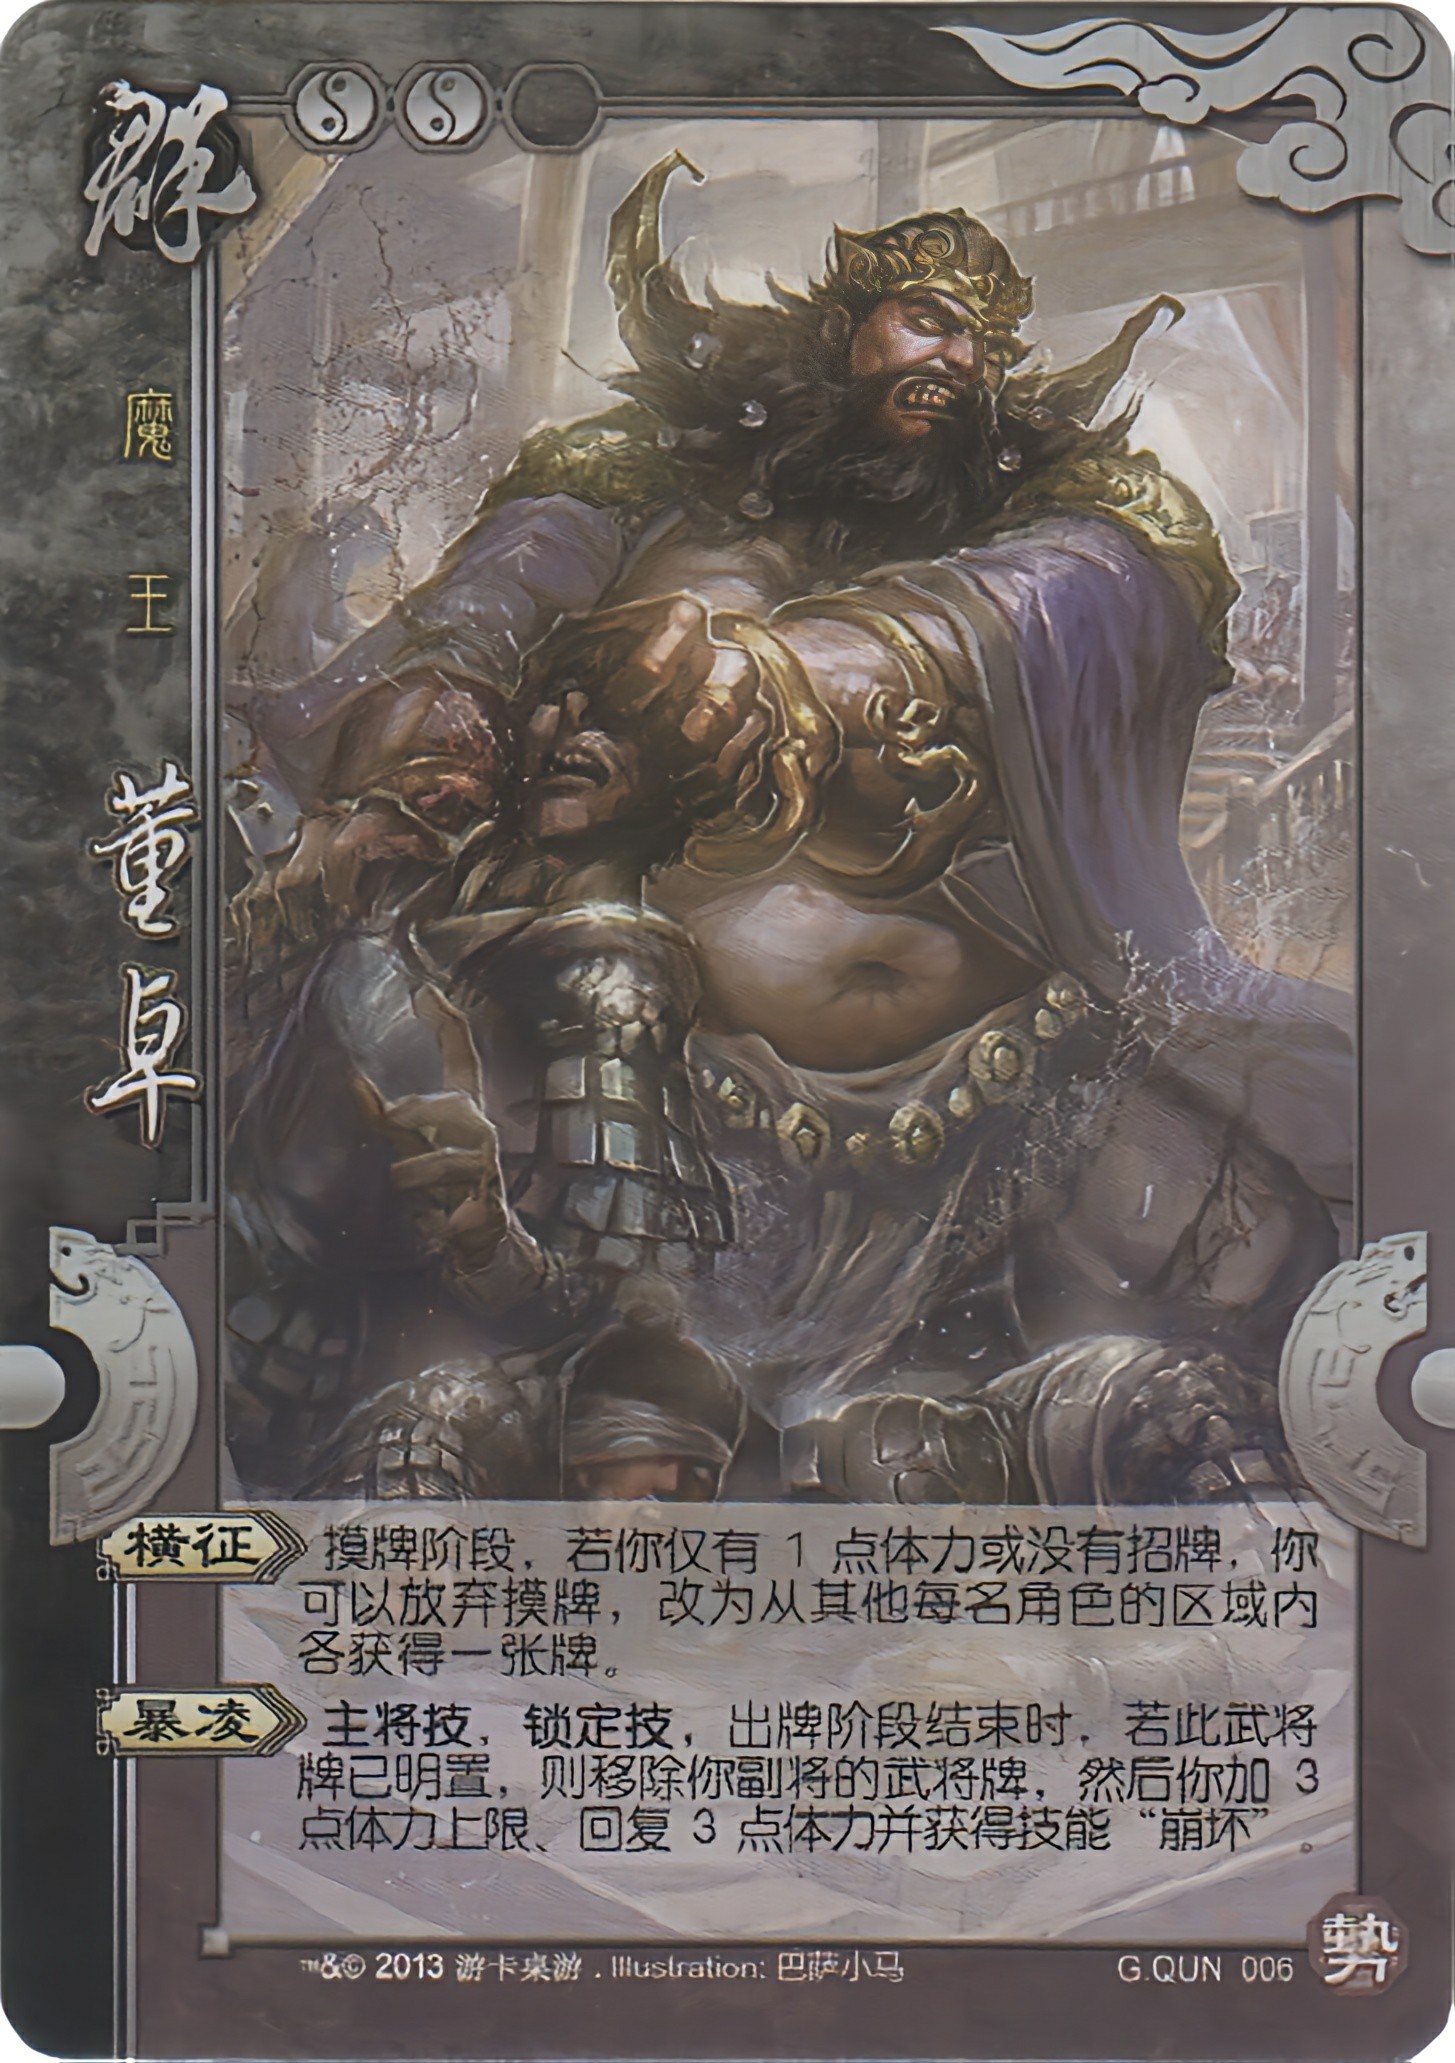 群
魔王
董卓
横征 摸牌阶段，若你仅有 1 点体力或没有招牌，你
可以放弃摸牌，改为从其他每名角色的区域内
各获得一张牌。
暴凌 主将技，锁定技，出牌阶段结束时，若此武将
牌已明置，则移除你副将的武将牌，然后你加 3
点体力上限、回复 3 点体力并获得技能“崩坏”。
™&© 2013 游卡桌游 . Illustration: 巴萨小马
G.QUN 006
勢